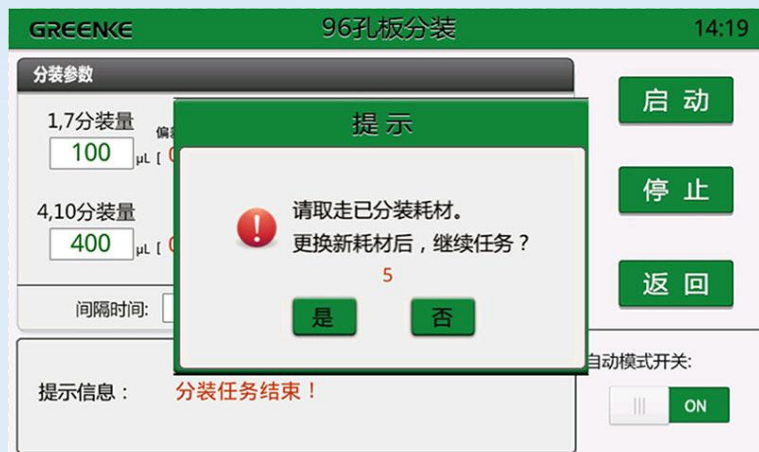 GREENKE
96孔板分装
14:19
分装参数
1,7分装量
100 μL [
4,10分装量
400 μL [
间隔时间:
提示
请取走已分装耗材。
更换新耗材后，继续任务？
5
是
否
启动
停止
返回
提示信息： 分装任务结束！
自动模式开关:
ON